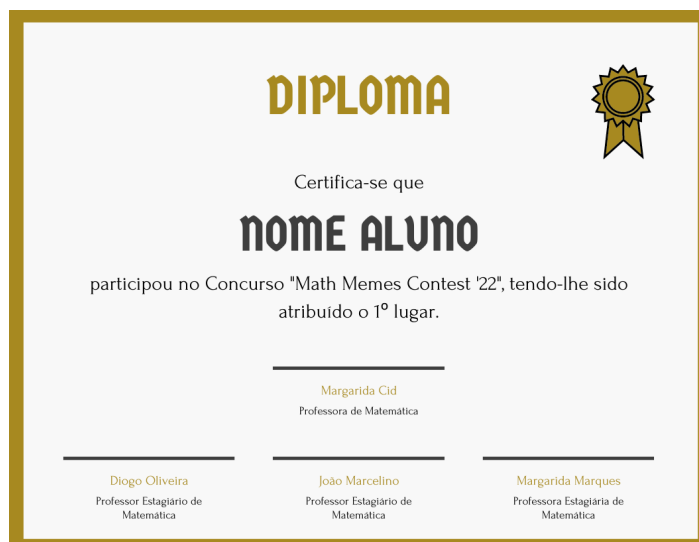 DIPLOMA
Certifica-se que
NOME ALUNO
participou no Concurso "Math Memes Contest '22", tendo-lhe sido
atribuído o 1º lugar.
Margarida Cid
Professora de Matemática
Diogo Oliveira
Professor Estagiário de
Matemática
João Marcelino
Professor Estagiário de
Matemática
Margarida Marques
Professora Estagiária de
Matemática